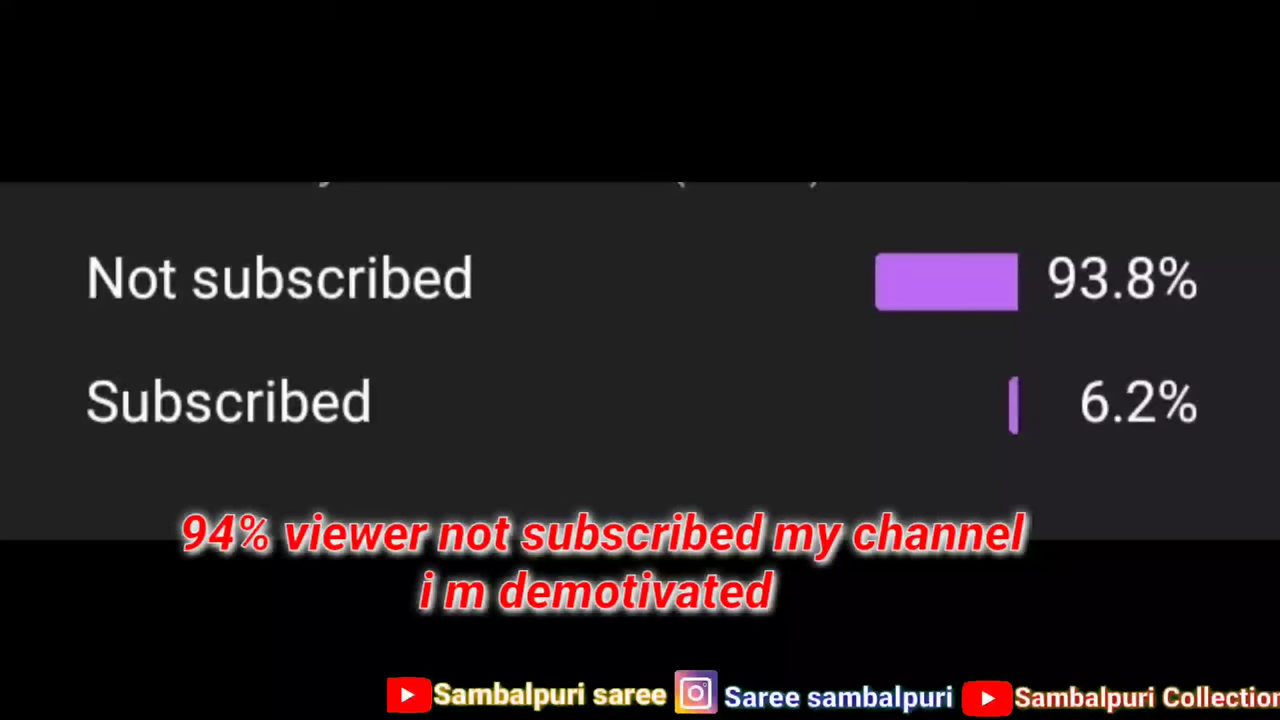 Not subscribed 93.8%
Subscribed 6.2%
94% viewer not subscribed my channel
i m demotivated
Sambalpuri saree Saree sambalpuri Sambalpuri Collection